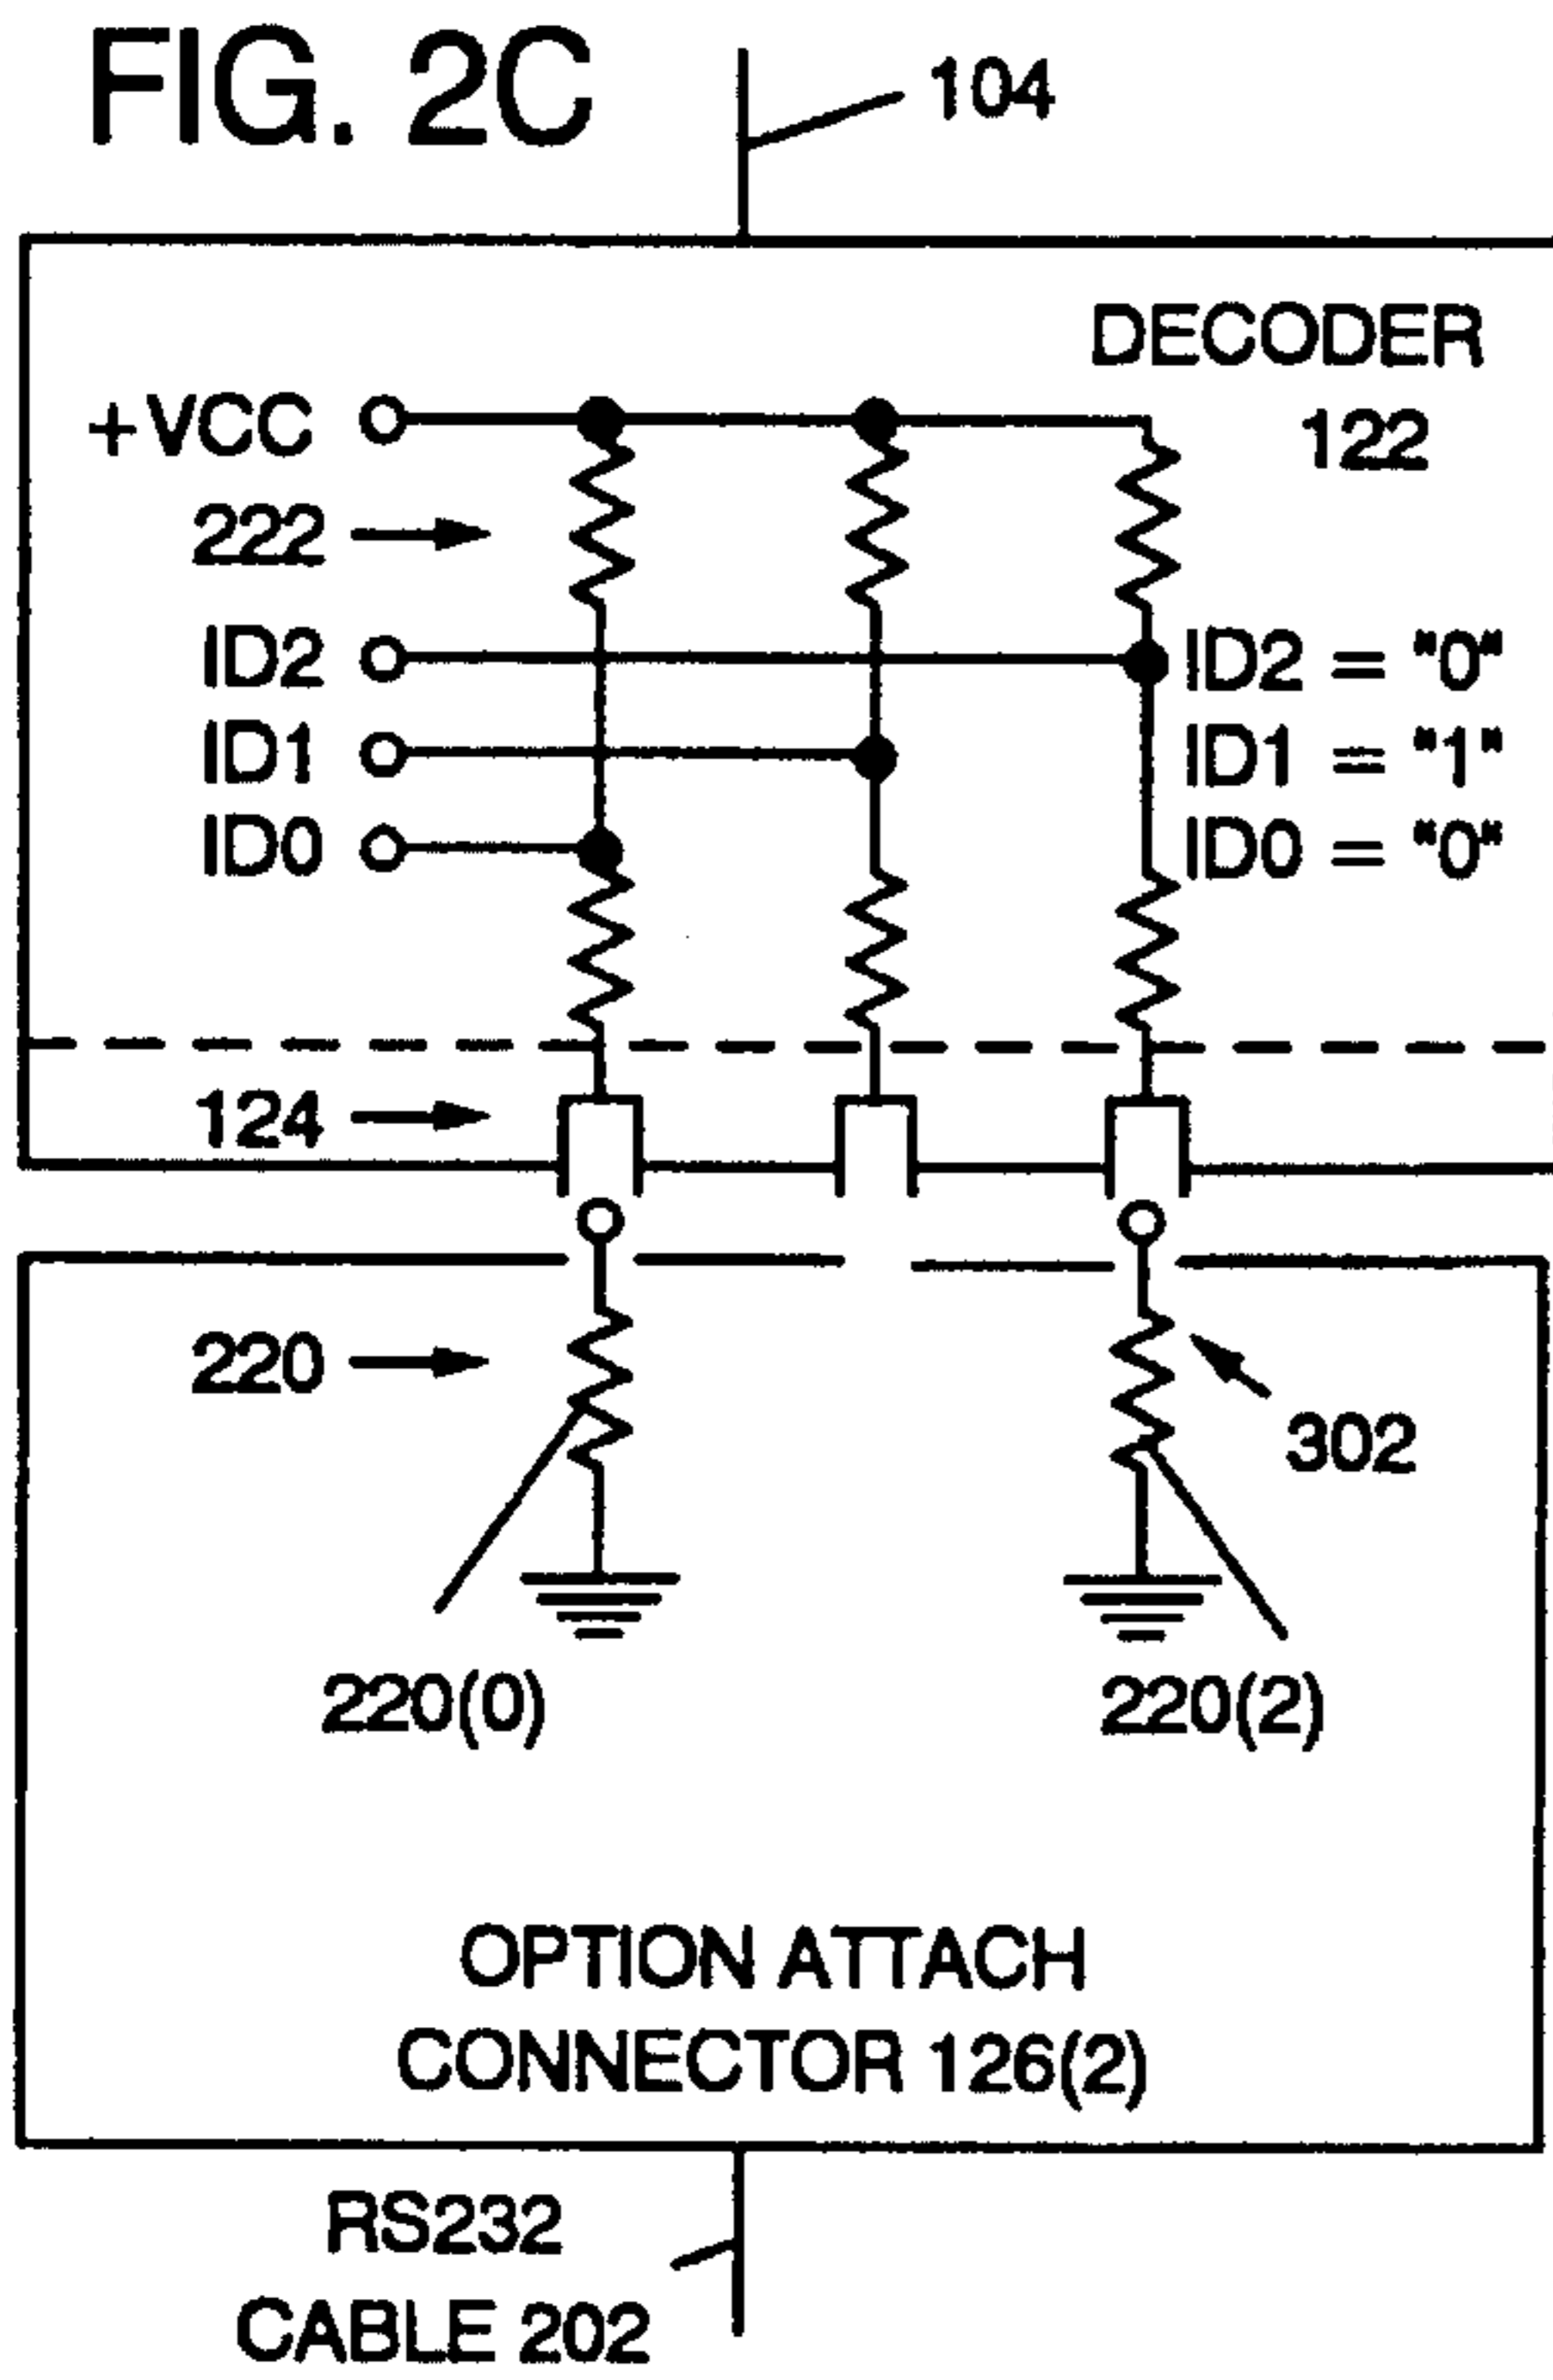 FIG. 2C
104
DECODER
122
+VCC
222
ID2
ID2 = "0"
ID1
ID1 = "1"
ID0
ID0 = "0"
124
220
302
220(0)
220(2)
OPTION ATTACH
CONNECTOR 126(2)
RS232
CABLE 202